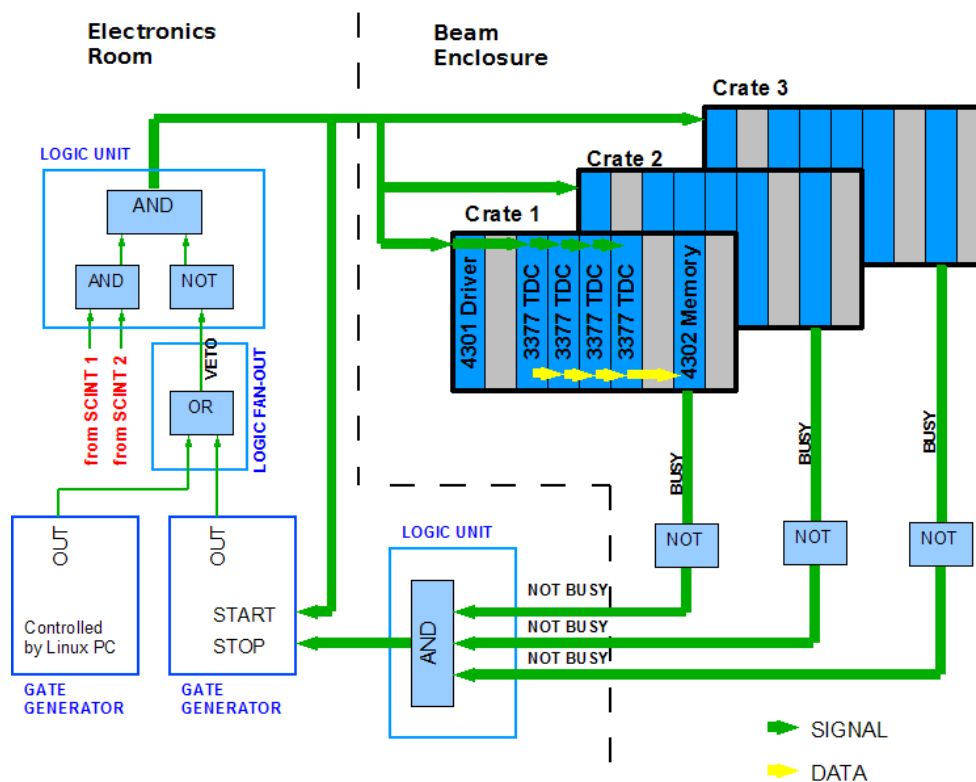 Electronics
Room
Beam
Enclosure
Crate 3
LOGIC UNIT
Crate 2
AND
Crate 1
AND
NOT
4301 Driver
3377 TDC
3377 TDC
3377 TDC
3377 TDC
4302 Memory
VETO
from SCINT 1
from SCINT 2
OR
LOGIC FAN-OUT
BUSY
BUSY
BUSY
OUT
OUT
LOGIC UNIT
NOT
NOT
NOT
NOT BUSY
START
Controlled
by Linux PC
STOP
AND
NOT BUSY
NOT BUSY
GATE
GENERATOR
GATE
GENERATOR
SIGNAL
DATA